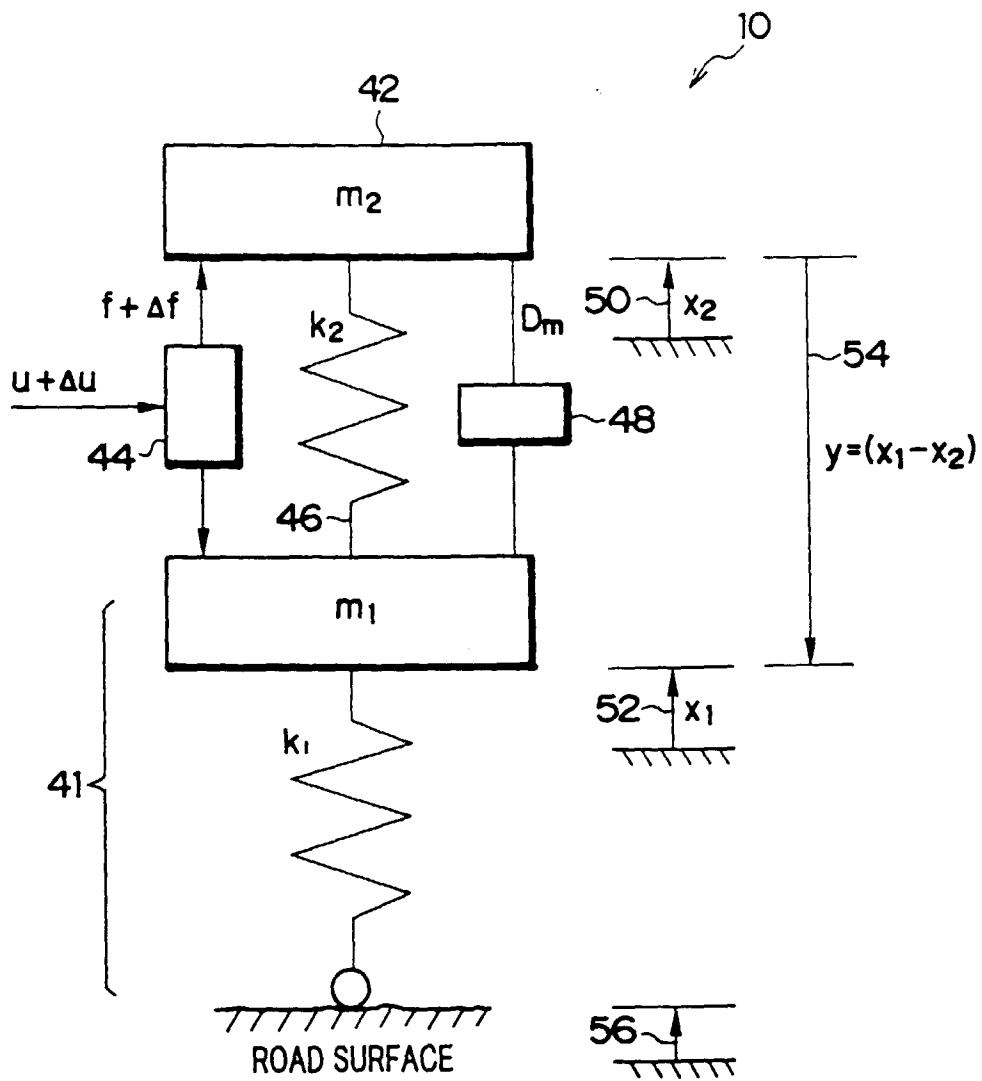 10
42
m₂
f + Δf
k₂
Dₘ
50
x₂
54
u + Δu
44
48
y=(x₁−x₂)
46
m₁
52
x₁
k₁
41
56
ROAD SURFACE